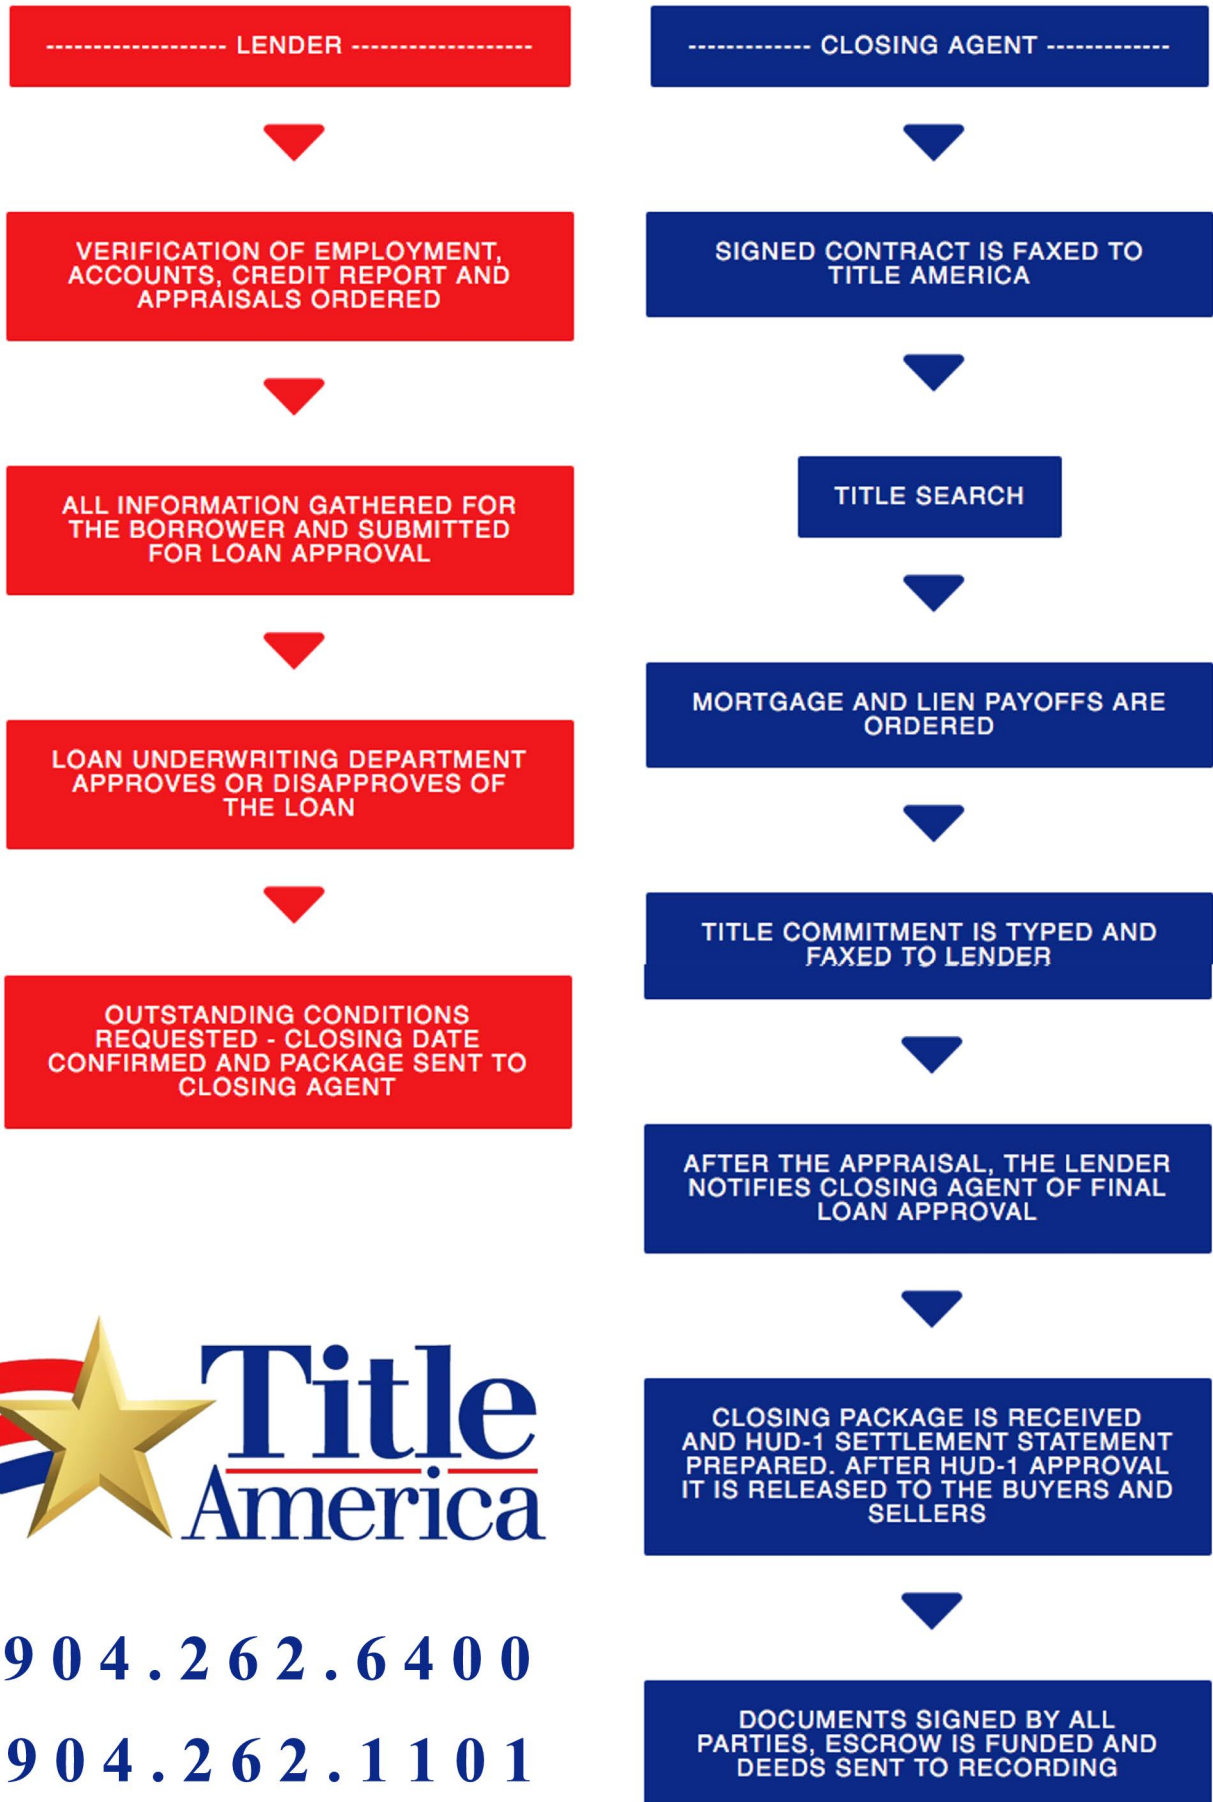 ------------------- LENDER -------------------
VERIFICATION OF EMPLOYMENT,
ACCOUNTS, CREDIT REPORT AND
APPRAISALS ORDERED
ALL INFORMATION GATHERED FOR
THE BORROWER AND SUBMITTED
FOR LOAN APPROVAL
LOAN UNDERWRITING DEPARTMENT
APPROVES OR DISAPPROVES OF
THE LOAN
OUTSTANDING CONDITIONS
REQUESTED - CLOSING DATE
CONFIRMED AND PACKAGE SENT TO
CLOSING AGENT
Title
America
904.262.6400
904.262.1101
------------- CLOSING AGENT -------------
SIGNED CONTRACT IS FAXED TO
TITLE AMERICA
TITLE SEARCH
MORTGAGE AND LIEN PAYOFFS ARE
ORDERED
TITLE COMMITMENT IS TYPED AND
FAXED TO LENDER
AFTER THE APPRAISAL, THE LENDER
NOTIFIES CLOSING AGENT OF FINAL
LOAN APPROVAL
CLOSING PACKAGE IS RECEIVED
AND HUD-1 SETTLEMENT STATEMENT
PREPARED. AFTER HUD-1 APPROVAL
IT IS RELEASED TO THE BUYERS AND
SELLERS
DOCUMENTS SIGNED BY ALL
PARTIES, ESCROW IS FUNDED AND
DEEDS SENT TO RECORDING